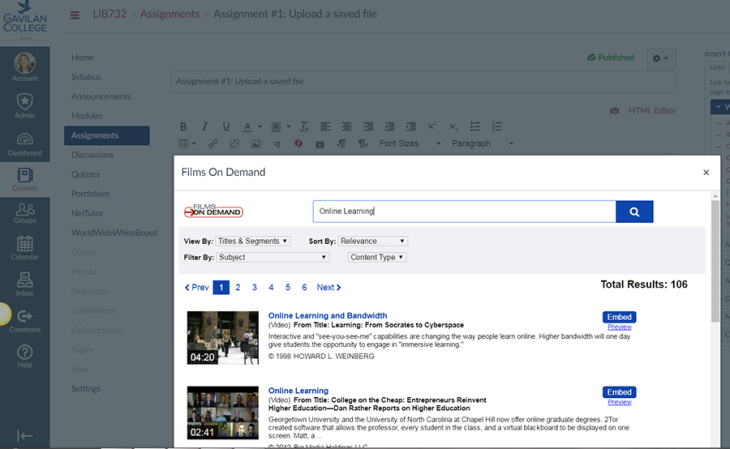 GAVILAN
COLLEGE
LIB732 > Assignments > Assignment #1: Upload a saved file
Account
Admin
Dashboard
Courses
Groups
Calendar
Inbox
Commons
Help
Home
Syllabus
Announcements
Modules
Assignments
Discussions
Quizzes
Portfolium
NetTutor
WorldWideWhiteBoard
Grades
People
Outcomes
Conferences
Collaborations
Pages
Files
Settings
Published
Assignment #1: Upload a saved file
HTML Editor
B I U A A
Font Sizes Paragraph
Insert C
Links
Link to
page by
Films On Demand ×
FILMS
ON DEMAND
Online Learning
View By: Titles & Segments Sort By: Relevance
Filter By: Subject Content Type
Prev 1 2 3 4 5 6 Next
Total Results: 106
04:20
Online Learning and Bandwidth
(Video) From Title: Learning: From Socrates to Cyberspace
Interactive and "see-you-see-me" capabilities are changing the way people learn online. Higher bandwidth will one
day give students the opportunity to engage in "immersive learning."
© 1998 HOWARD L. WEINBERG
Embed
Preview
02:41
Online Learning
(Video) From Title: College on the Cheap: Entrepreneurs Reinvent
Higher Education—Dan Rather Reports on Higher Education
Georgetown University and the University of North Carolina at Chapel Hill now offer online graduate degrees. 2Tor
created software that allows the professor, every student in the class, and a virtual blackboard to be displayed on one
screen. Matt, a ...
Embed
Preview